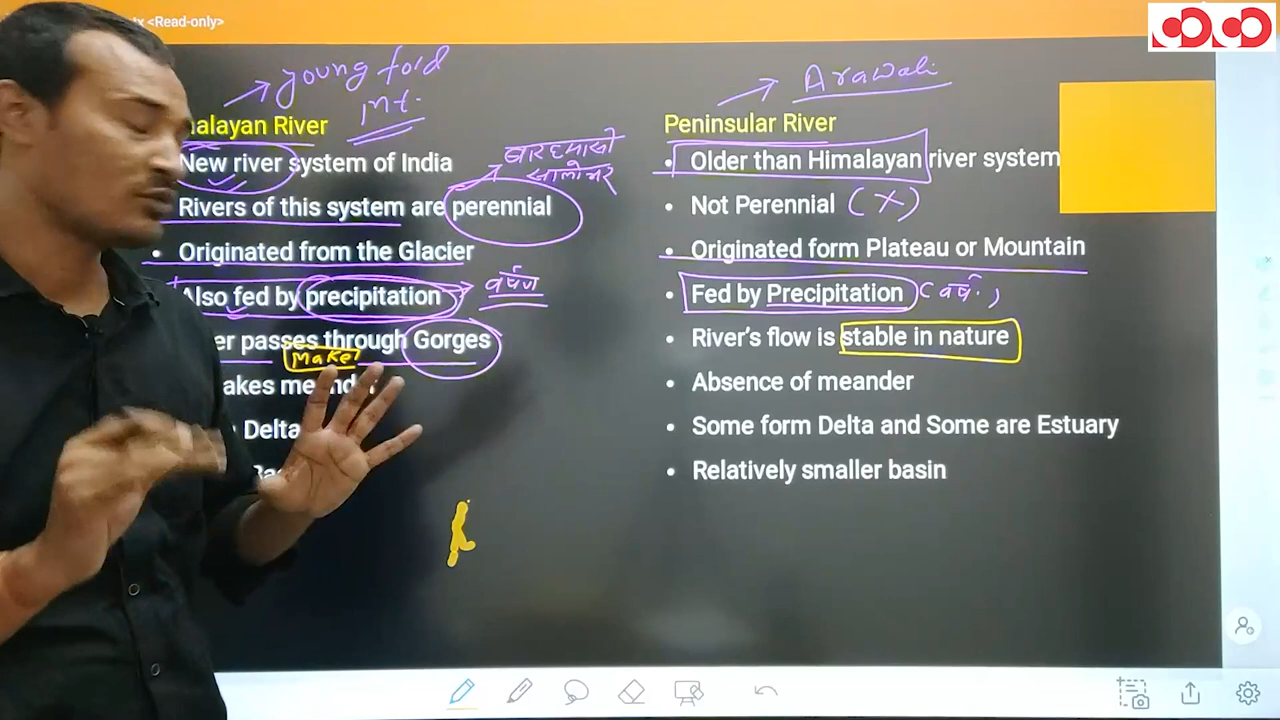 <Read-only>
young fold
mt.
Arawali
alayan River
New river system of India
बारहमासी
सालोभर
Rivers of this system are perennial
• Originated from the Glacier
Also fed by precipitation
वर्षण
er passes through Gorges
Make
akes meande
Delta
Peninsular River
• Older than Himalayan river system
• Not Perennial (X)
• Originated form Plateau or Mountain
• Fed by Precipitation (वर्षण)
• River's flow is stable in nature
• Absence of meander
• Some form Delta and Some are Estuary
• Relatively smaller basin